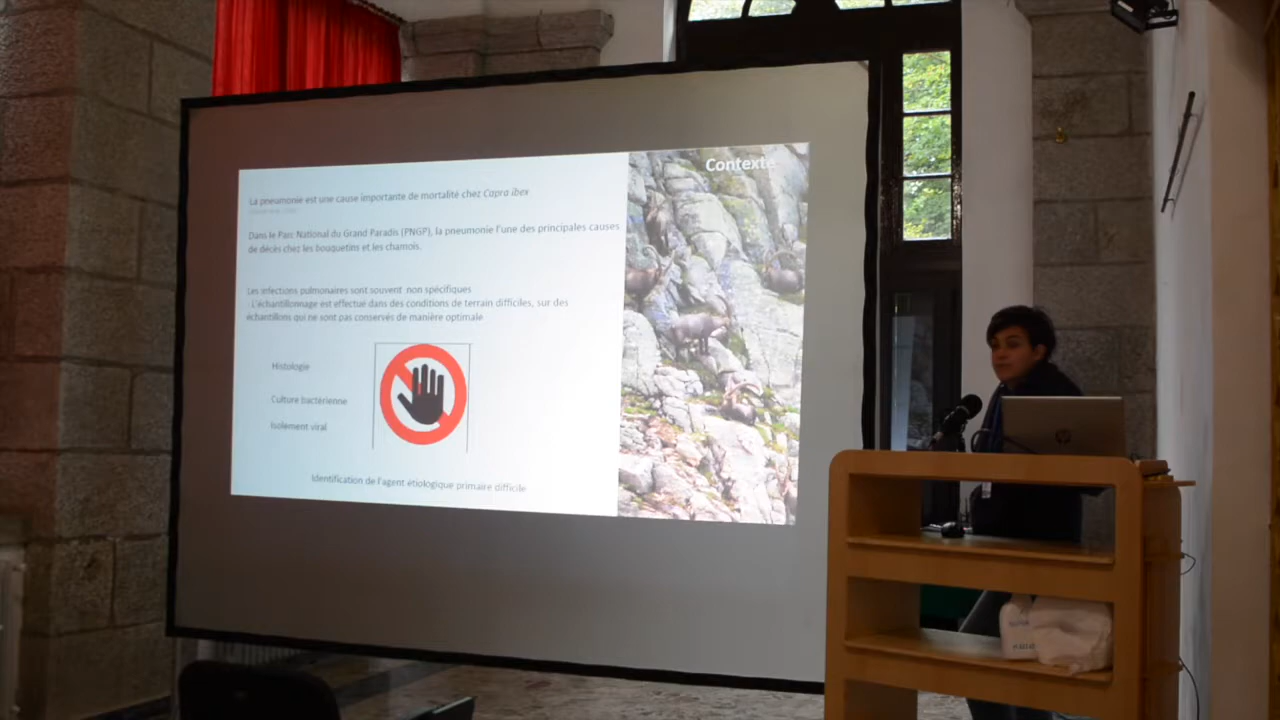 Contexte
La pneumonie est une cause importante de mortalité chez Capra ibex
Dans le Parc National du Grand Paradis (PNGP), la pneumonie l'une des principales causes
de décès chez les bouquetins et les chamois.
Les infections pulmonaires sont souvent non spécifiques
. L'échantillonnage est effectué dans des conditions de terrain difficiles, sur des
échantillons qui ne sont pas conservés de manière optimale
Histologie
Culture bactérienne
Isolement viral
Identification de l'agent étiologique primaire difficile
hp